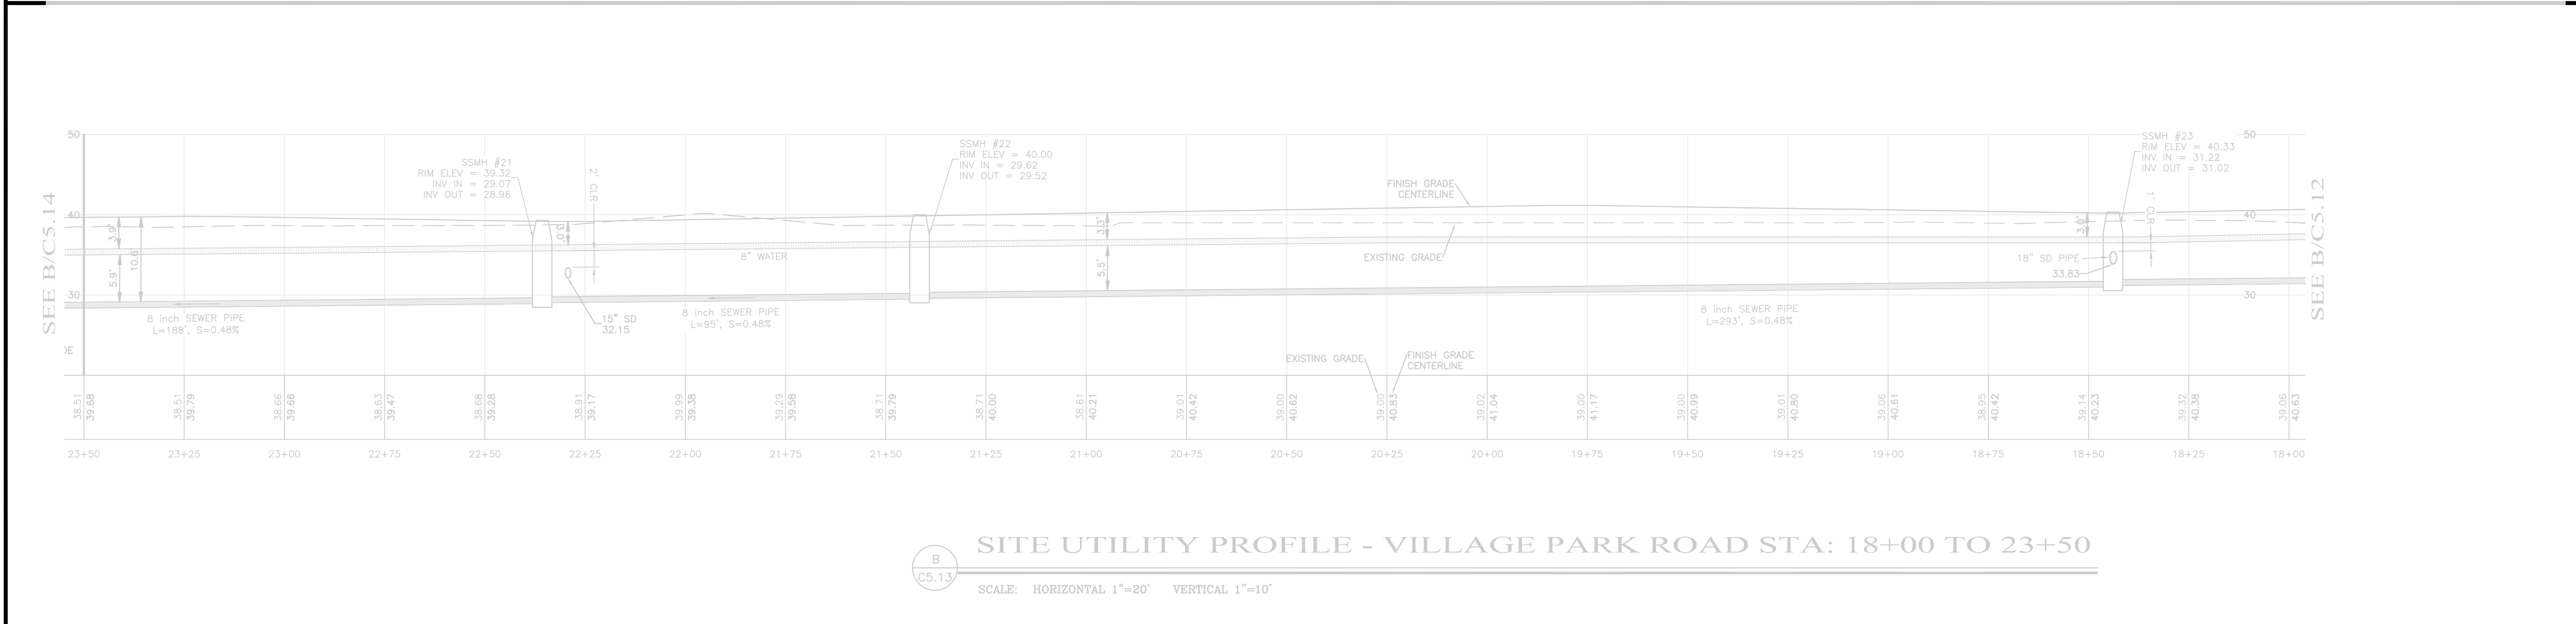 50
50
SSMH #21
RIM ELEV = 39.32
INV IN = 29.07
INV OUT = 28.96
2' CLR
SSMH #22
RIM ELEV = 40.00
INV IN = 29.62
INV OUT = 29.52
FINISH GRADE
CENTERLINE
SSMH #23
RIM ELEV = 40.33
INV IN = 31.22
INV OUT = 31.02
1' CLR
SEE B/C5.14
SEE B/C5.12
40
40
3.9'
10.6'
5.9'
3.0'
8" WATER
3.3'
5.5'
EXISTING GRADE
3.0'
18" SD PIPE
33.83
30
30
8 inch SEWER PIPE
L=188', S=0.48%
15" SD
32.15
8 inch SEWER PIPE
L=95', S=0.48%
8 inch SEWER PIPE
L=293', S=0.48%
DE
EXISTING GRADE
FINISH GRADE
CENTERLINE
38.51
39.68
38.51
39.79
38.66
39.66
38.63
39.47
38.68
39.28
38.91
39.17
39.99
39.38
39.29
39.58
38.71
39.79
38.71
40.00
38.61
40.21
39.01
40.42
39.00
40.62
39.00
40.83
39.02
41.04
39.00
41.17
39.00
40.99
39.01
40.80
39.06
40.61
38.95
40.42
39.14
40.23
39.32
40.38
39.06
40.63
23+50 23+25 23+00 22+75 22+50 22+25 22+00 21+75 21+50 21+25 21+00 20+75 20+50 20+25 20+00 19+75 19+50 19+25 19+00 18+75 18+50 18+25 18+00
B
C5.13
SITE UTILITY PROFILE - VILLAGE PARK ROAD STA: 18+00 TO 23+50
SCALE: HORIZONTAL 1"=20' VERTICAL 1"=10'